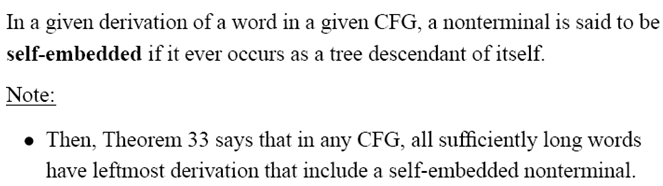 In a given derivation of a word in a given CFG, a nonterminal is said to be
self-embedded if it ever occurs as a tree descendant of itself.
Note:
• Then, Theorem 33 says that in any CFG, all sufficiently long words
have leftmost derivation that include a self-embedded nonterminal.